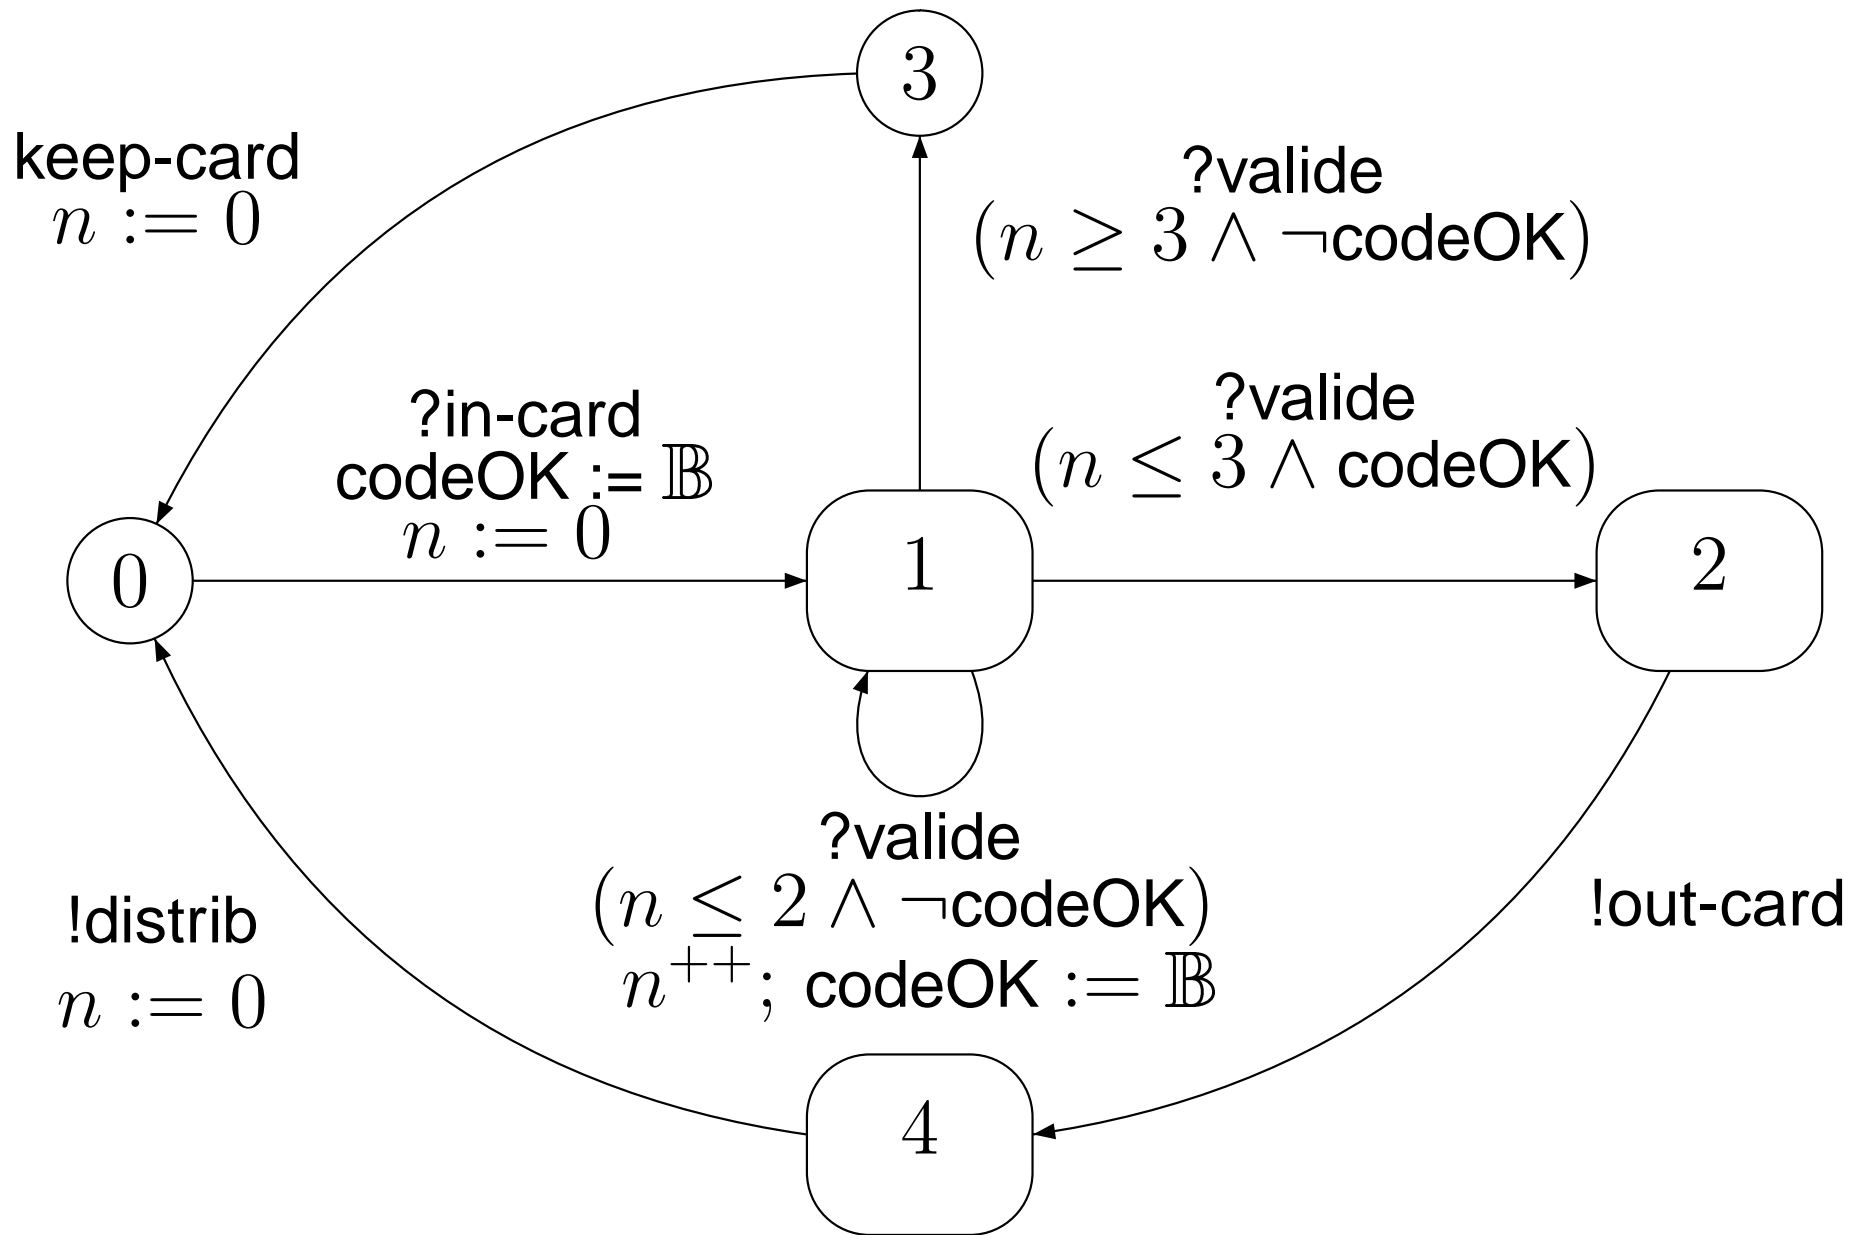 3
keep-card
n := 0
?valide
(n ≥ 3 ∧ ¬codeOK)
?in-card
codeOK := 𝔹
n := 0
?valide
(n ≤ 3 ∧ codeOK)
0
1
2
?valide
(n ≤ 2 ∧ ¬codeOK)
n++; codeOK := 𝔹
!distrib
n := 0
!out-card
4